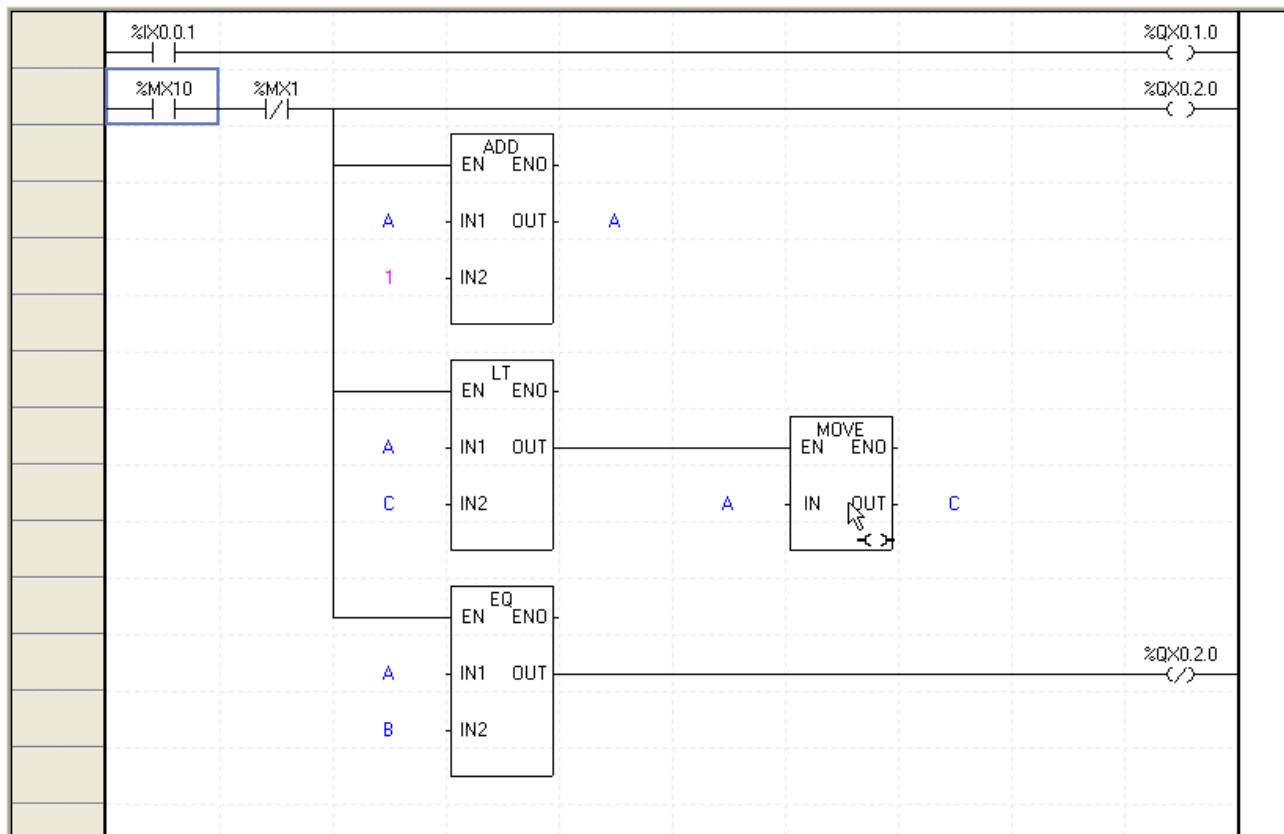 %IX0.0.1 %QX0.1.0
%MX10 %MX1 %QX0.2.0
ADD
EN ENO
A IN1 OUT A
1 IN2
LT
EN ENO
MOVE
A IN1 OUT EN ENO
C IN2 A IN OUT C
EQ
EN ENO
%QX0.2.0
A IN1 OUT
B IN2